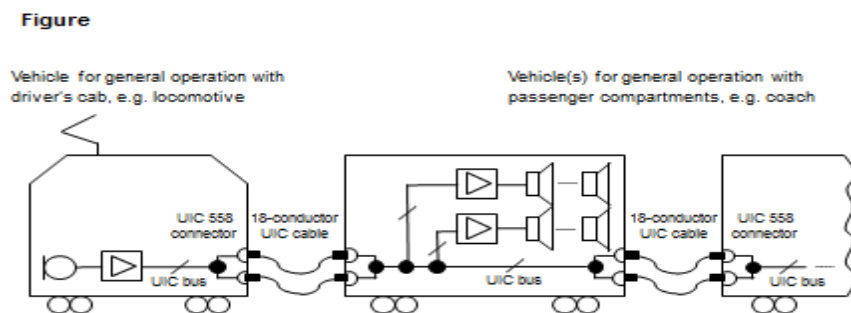 Figure
Vehicle for general operation with
driver's cab, e.g. locomotive
Vehicle(s) for general operation with
passenger compartments, e.g. coach
UIC 558
connector
18-conductor
UIC cable
18-conductor
UIC cable
UIC 558
connector
UIC bus
UIC bus
UIC bus